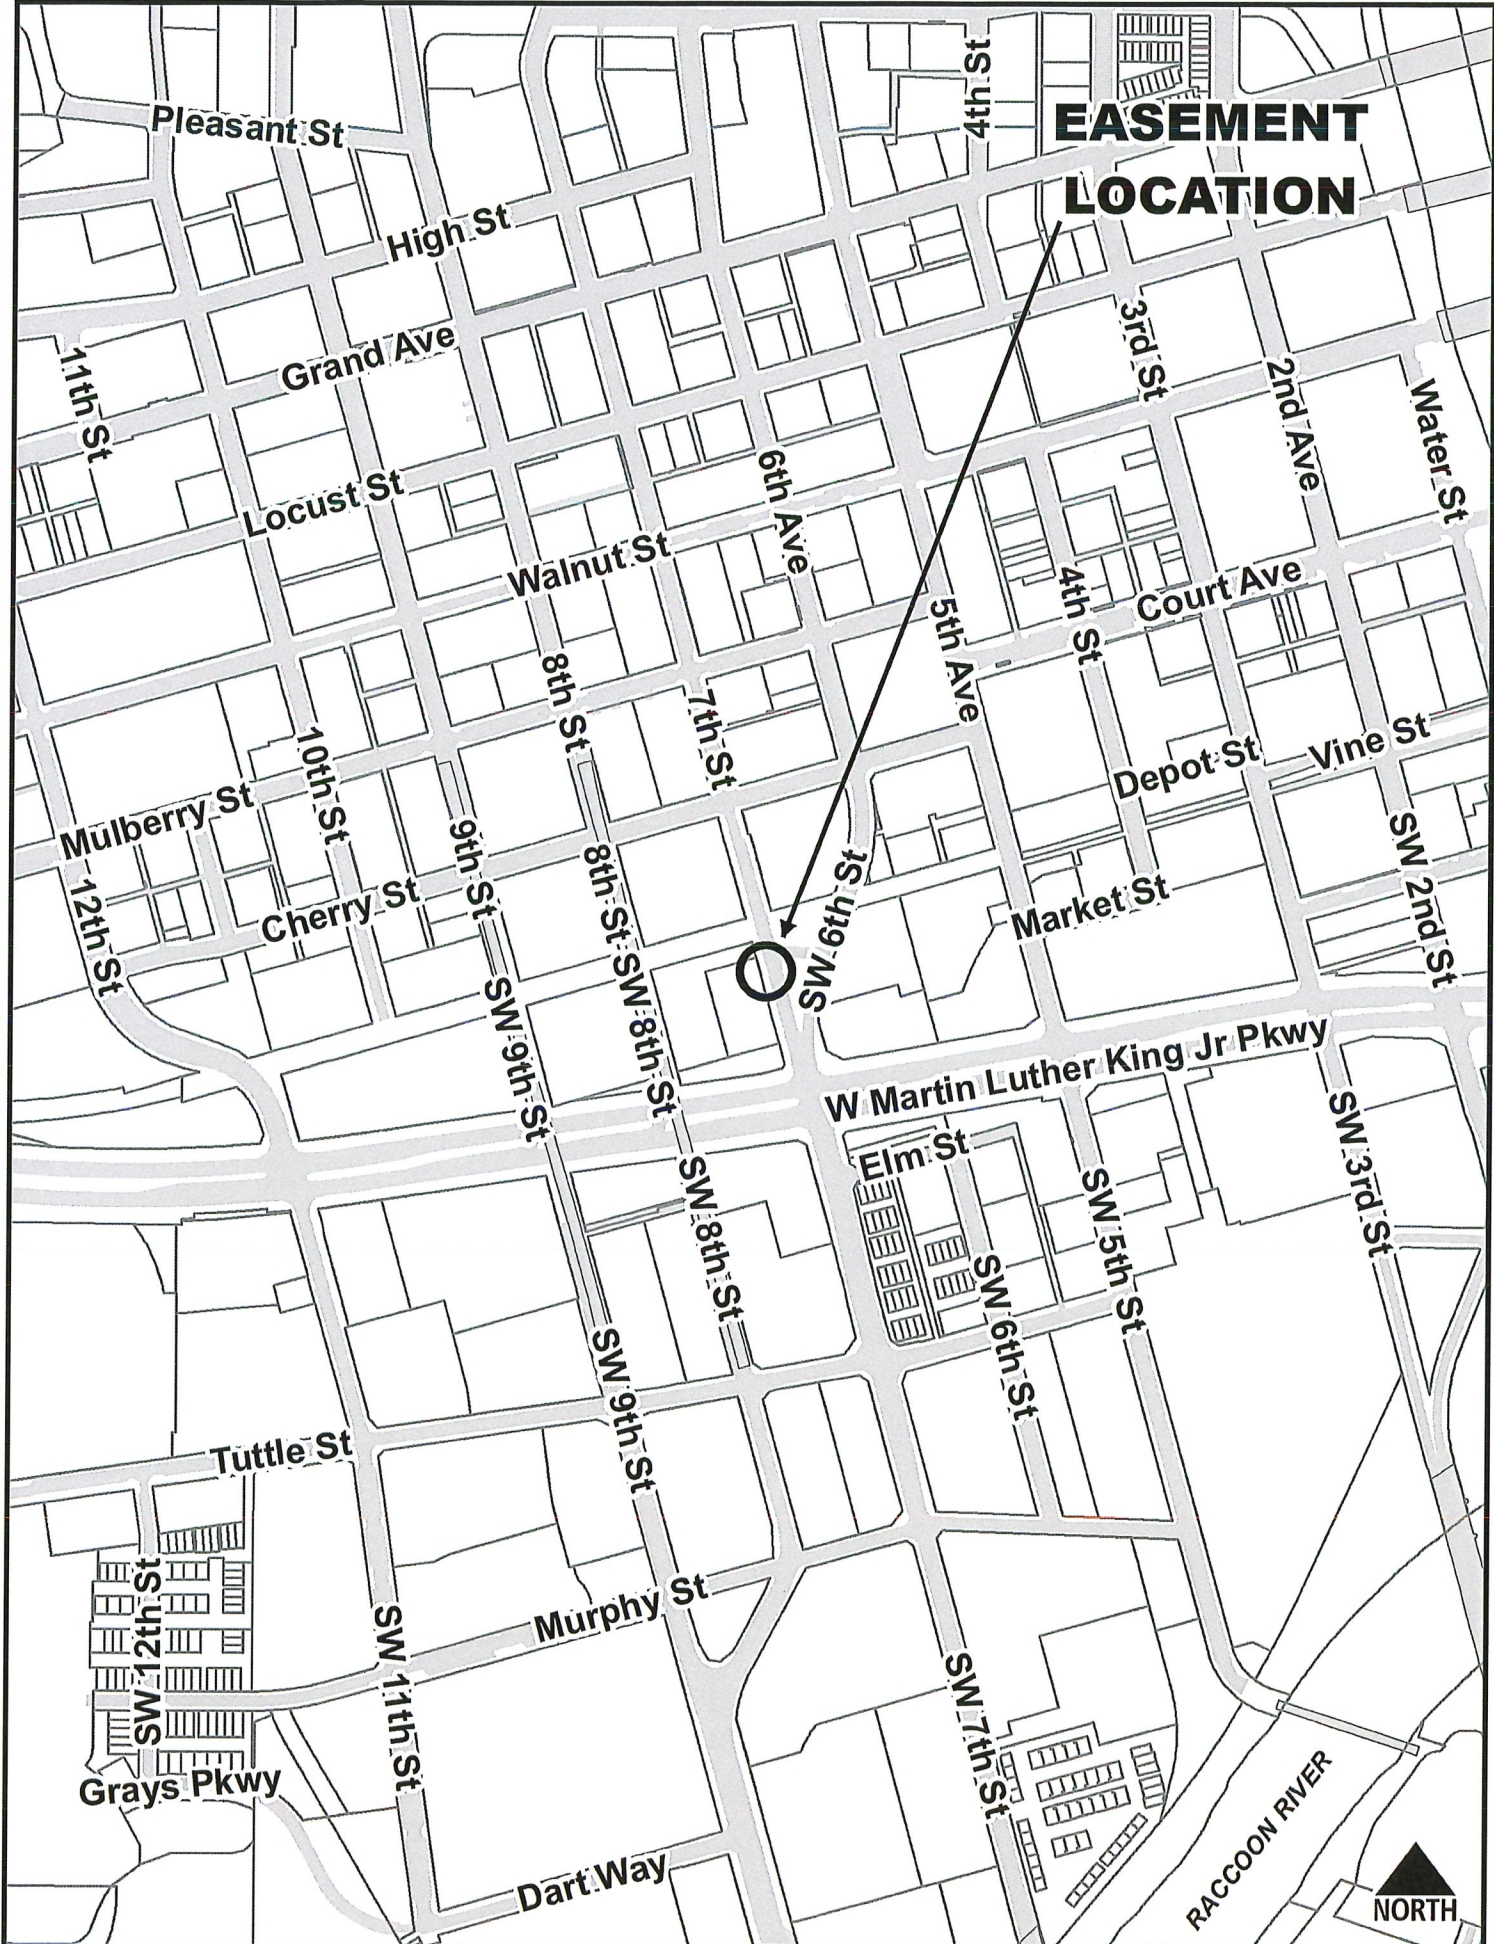 4th St
EASEMENT
LOCATION
Pleasant St
High St
3rd St
Grand Ave
11th St
2nd Ave
Water St
Locust St
6th Ave
Walnut St
4th St
Court Ave
5th Ave
8th St
7th St
10th St
Depot St
Vine St
Mulberry St
9th St
8th St
SW 6th St
SW 2nd St
12th St
Cherry St
Market St
SW 8th St
SW 9th St
W Martin Luther King Jr Pkwy
SW 3rd St
Elm St
SW 8th St
SW 5th St
SW 6th St
SW 9th St
Tuttle St
SW 12th St
Murphy St
SW 11th St
SW 7th St
Grays Pkwy
RACCOON RIVER
Dart Way
NORTH